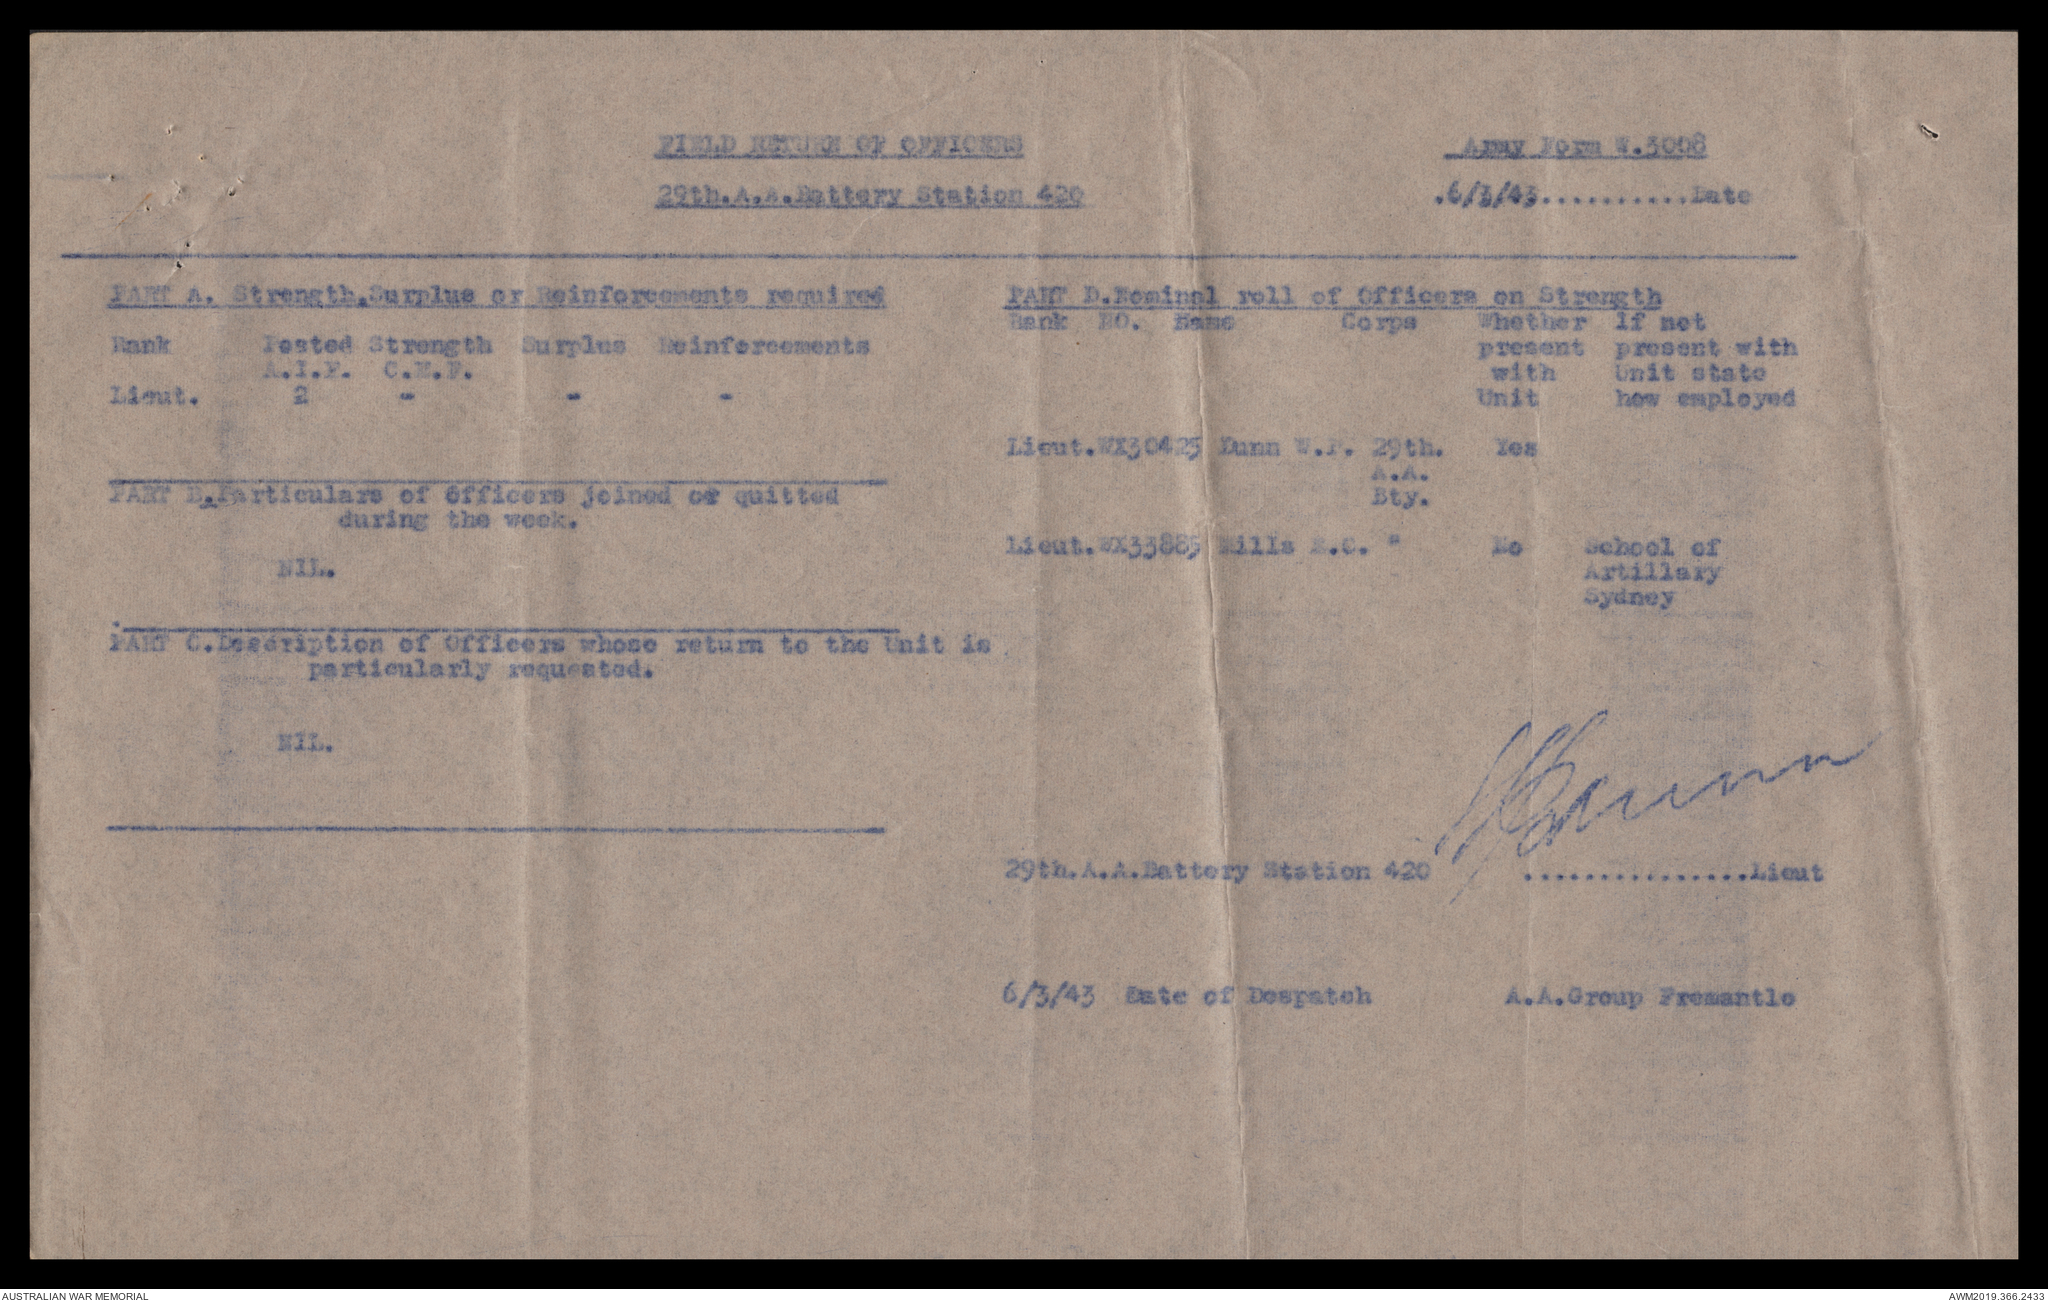 FIELD RETURN OF OFFICERS
Army Form W.3008
29th.A.A.Battery Station 420
.6/3/43..........Date
PART A. Strength.Surplus or Reinforcements required
Rank Posted Strength Surplus Reinforcements
A.I.F. C.M.F.
Lieut. 2 - - -
PART B.Particulars of Officers joined or quitted
during the week.
NIL.
PART C.Description of Officers whose return to the Unit is
particularly requested.
NIL.
PART D.Nominal roll of Officers on Strength
Rank NO. Name Corps Whether If not
present present with
with Unit state
Unit how employed
Lieut.WX30425 Dunn W.F. 29th. Yes
A.A.
Bty.
Lieut.WX33885 Mills "  No School of
Artillary
Sydney
29th.A.A.Battery Station 420 ...............Lieut
6/3/43 Date of Despatch A.A.Group Fremantle
AUSTRALIAN WAR MEMORIAL
AWM2019.366.2433